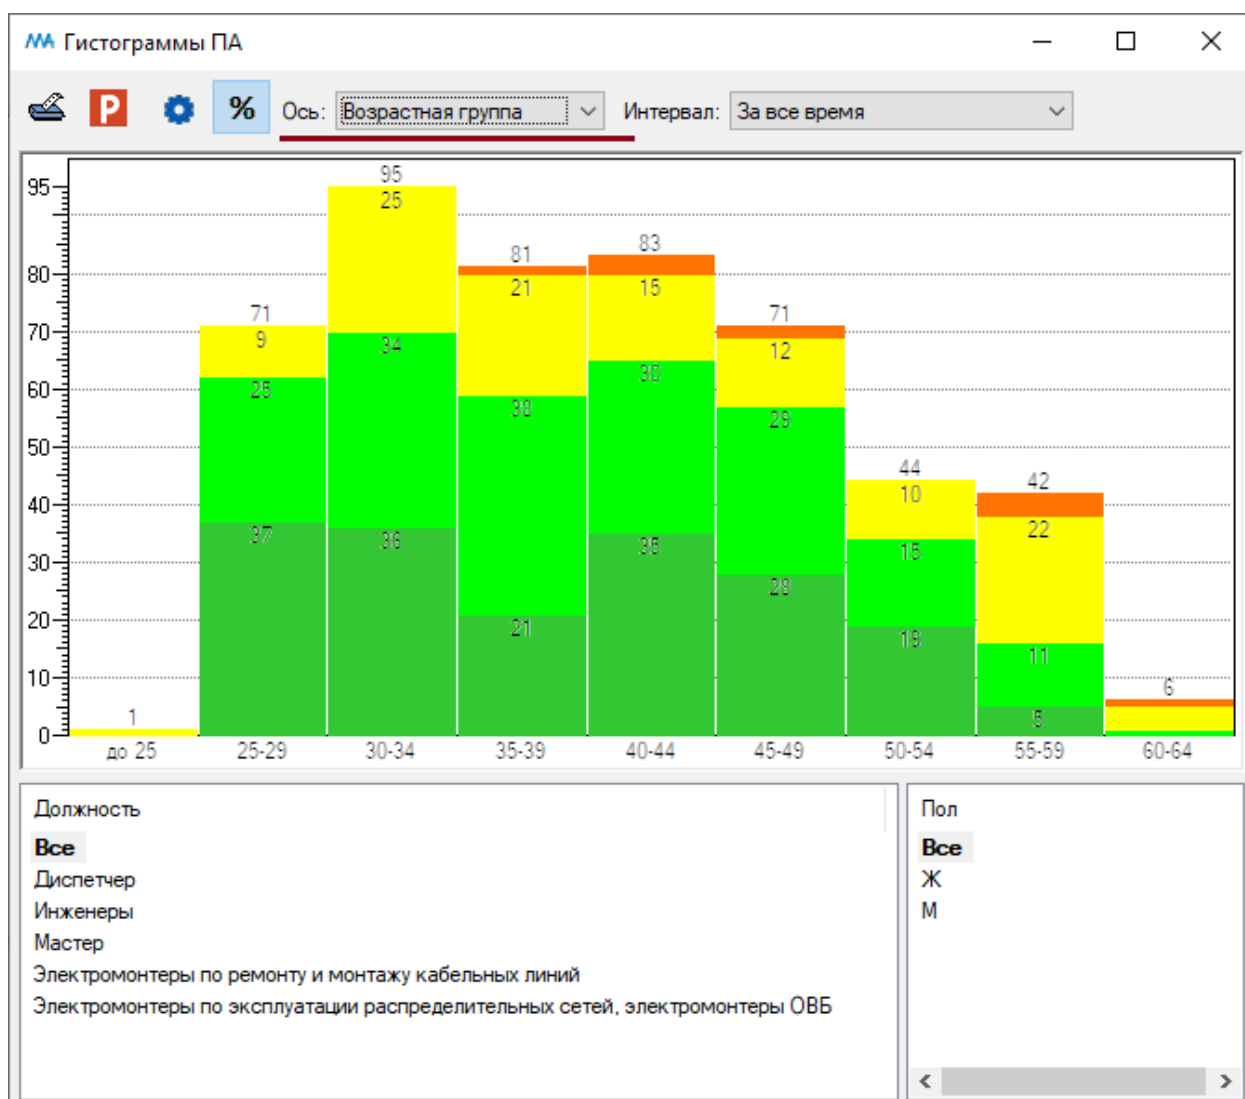 Гистограммы ПА
% Ось: Возрастная группа Интервал: За все время
95
80
70
60
50
40
30
20
10
0
1
71
9
25
37
95
25
34
36
81
21
38
21
83
15
30
35
71
12
29
28
44
10
15
19
42
22
11
5
6
до 25 25-29 30-34 35-39 40-44 45-49 50-54 55-59 60-64
Должность
Все
Диспетчер
Инженеры
Мастер
Электромонтеры по ремонту и монтажу кабельных линий
Электромонтеры по эксплуатации распределительных сетей, электромонтеры ОВБ
Пол
Все
Ж
М